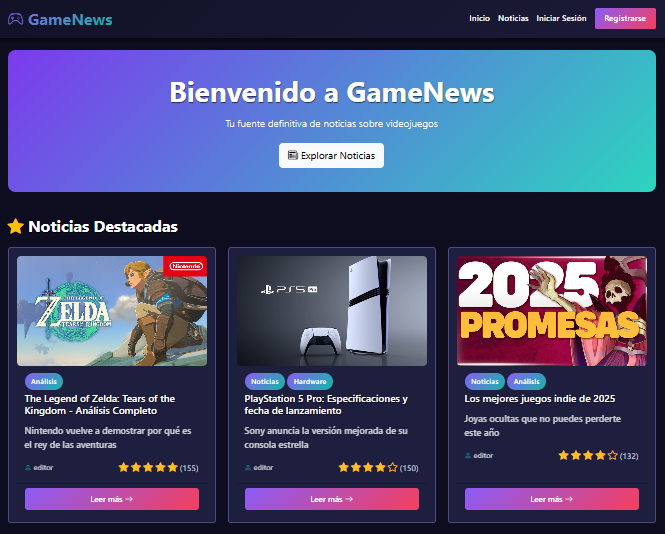 GameNews
Inicio Noticias Iniciar Sesión Registrarse
Bienvenido a GameNews
Tu fuente definitiva de noticias sobre videojuegos
Explorar Noticias
Noticias Destacadas
Nintendo
THE LEGEND OF
ZELDA
TEARS OF THE KINGDOM
Análisis
The Legend of Zelda: Tears of the
Kingdom - Análisis Completo
Nintendo vuelve a demostrar por qué es
el rey de las aventuras
editor
(155)
Leer más →
PS5 Pro
Noticias Hardware
PlayStation 5 Pro: Especificaciones y
fecha de lanzamiento
Sony anuncia la versión mejorada de su
consola estrella
editor
(150)
Leer más →
2025
PROMESAS
Noticias Análisis
Los mejores juegos indie de 2025
Joyas ocultas que no puedes perderte
este año
editor
(132)
Leer más →